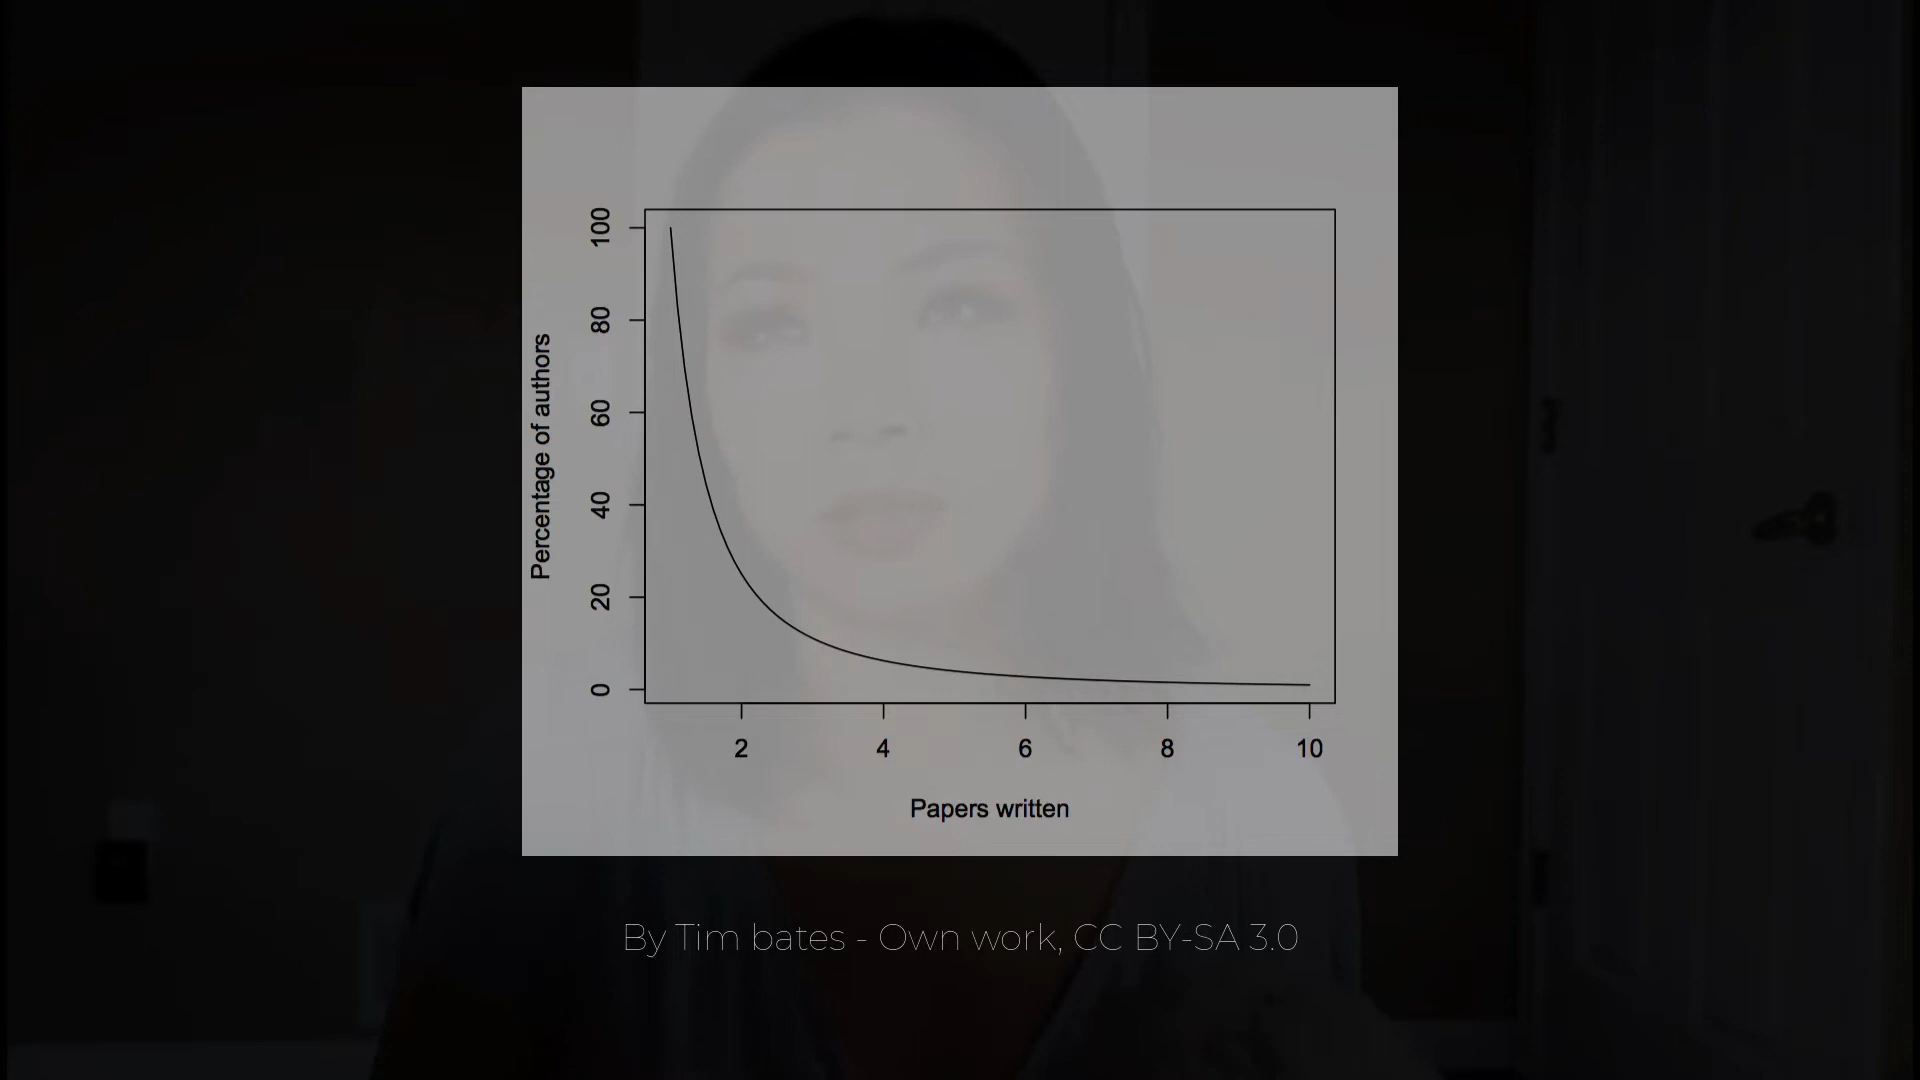 100
80
60
40
20
0
Percentage of authors
2 4 6 8 10
Papers written
By Tim bates - Own work, CC BY-SA 3.0